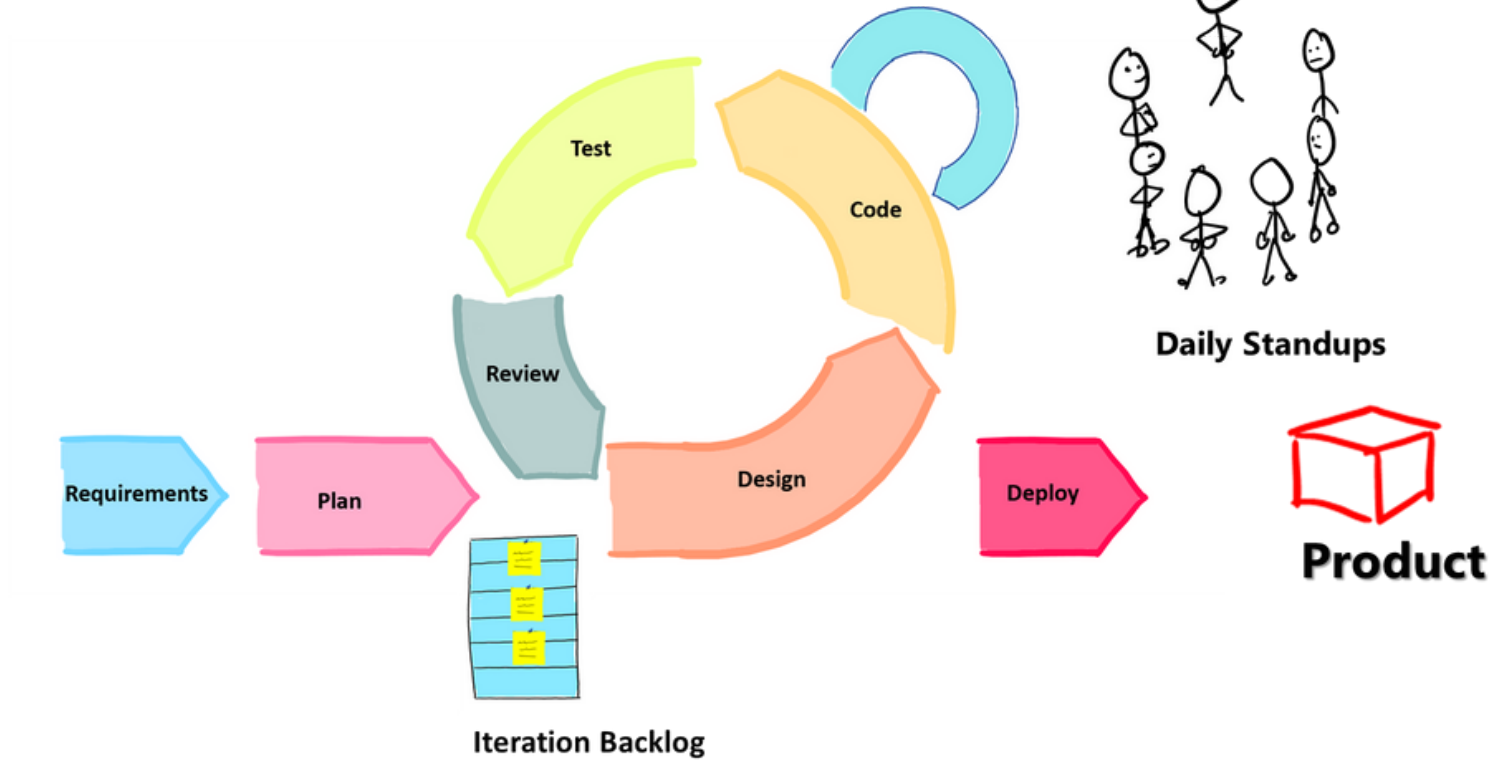 Test
Code
Review
Daily Standups
Requirements
Plan
Design
Deploy
Product
Iteration Backlog